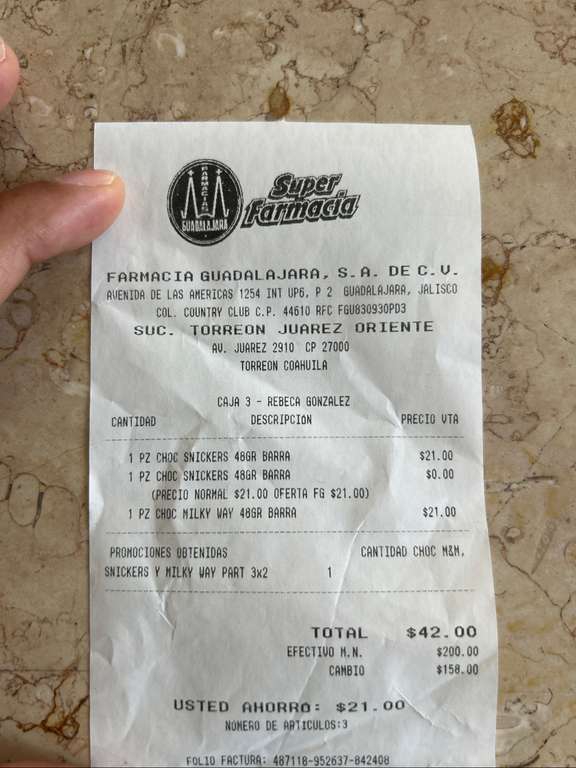 FARMACIAS
GUADALAJARA
Super
Farmacia
FARMACIA GUADALAJARA, S.A. DE C.V.
AVENIDA DE LAS AMERICAS 1254 INT UP6, P 2 GUADALAJARA, JALISCO
COL. COUNTRY CLUB C.P. 44610 RFC FGU830930PD3
SUC. TORREON JUAREZ ORIENTE
AV. JUAREZ 2910 CP 27000
TORREON COAHUILA
CAJA 3 - REBECA GONZALEZ
CANTIDAD DESCRIPCION PRECIO VTA
1 PZ CHOC SNICKERS 48GR BARRA $21.00
1 PZ CHOC SNICKERS 48GR BARRA $0.00
(PRECIO NORMAL $21.00 OFERTA FG $21.00)
1 PZ CHOC MILKY WAY 48GR BARRA $21.00
PROMOCIONES OBTENIDAS CANTIDAD CHOC M&M,
SNICKERS Y MILKY WAY PART 3x2 1
TOTAL $42.00
EFECTIVO M.N. $200.00
CAMBIO $158.00
USTED AHORRO: $21.00
NUMERO DE ARTICULOS:3
FOLIO FACTURA: 487118-952637-842408